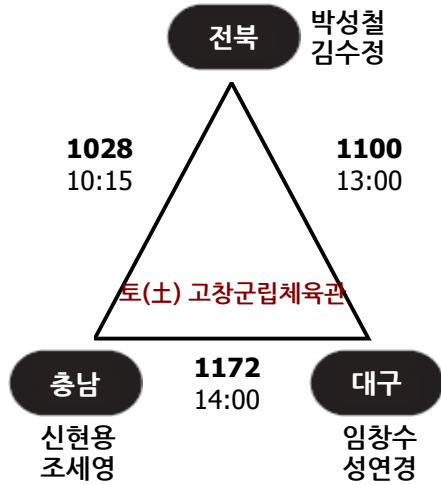 전북
박성철
김수정
1028
10:15
1100
13:00
토(土) 고창군립체육관
충남
1172
14:00
대구
신현용
조세영
임창수
성연경